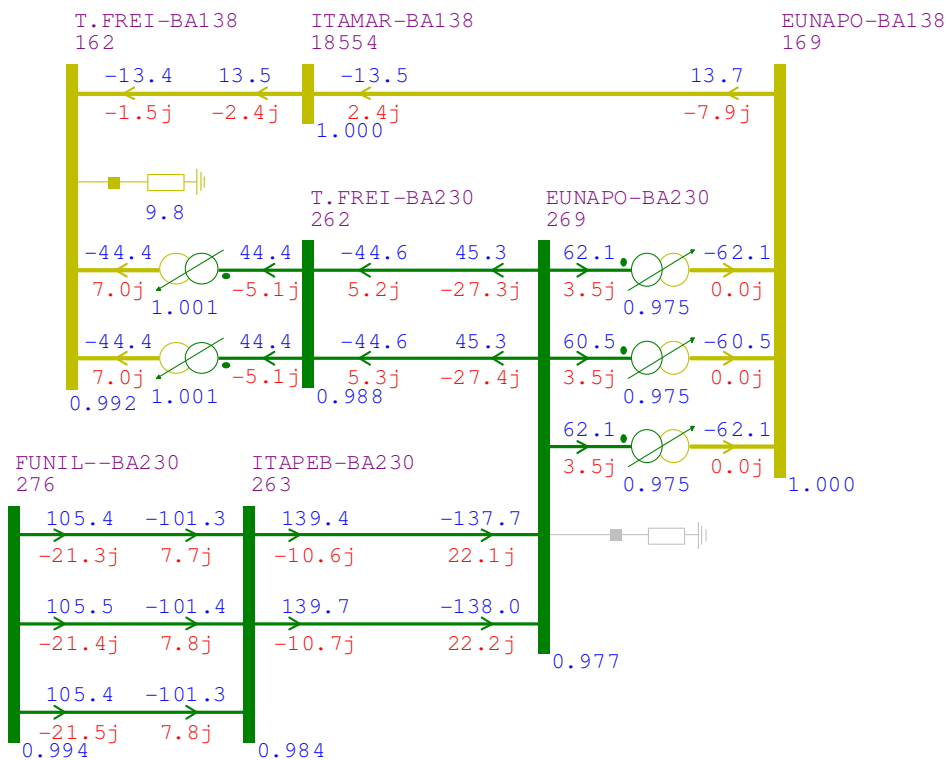 T.FREI-BA138 ITAMAR-BA138 EUNAPO-BA138
162 18554 169
-13.4 13.5 -13.5 13.7
-1.5j -2.4j 2.4j -7.9j
1.000
9.8
T.FREI-BA230 EUNAPO-BA230
262 269
-44.4 44.4 -44.6 45.3 62.1 -62.1
7.0j -5.1j 5.2j -27.3j 3.5j 0.0j
1.001 0.975
-44.4 44.4 -44.6 45.3 60.5 -60.5
7.0j -5.1j 5.3j -27.4j 3.5j 0.0j
0.992 1.001 0.988 0.975
62.1 -62.1
3.5j 0.0j
0.975 1.000
FUNIL--BA230 ITAPEB-BA230
276 263
105.4 -101.3 139.4 -137.7
-21.3j 7.7j -10.6j 22.1j
105.5 -101.4 139.7 -138.0
-21.4j 7.8j -10.7j 22.2j
0.977
105.4 -101.3
-21.5j 7.8j
0.994 0.984